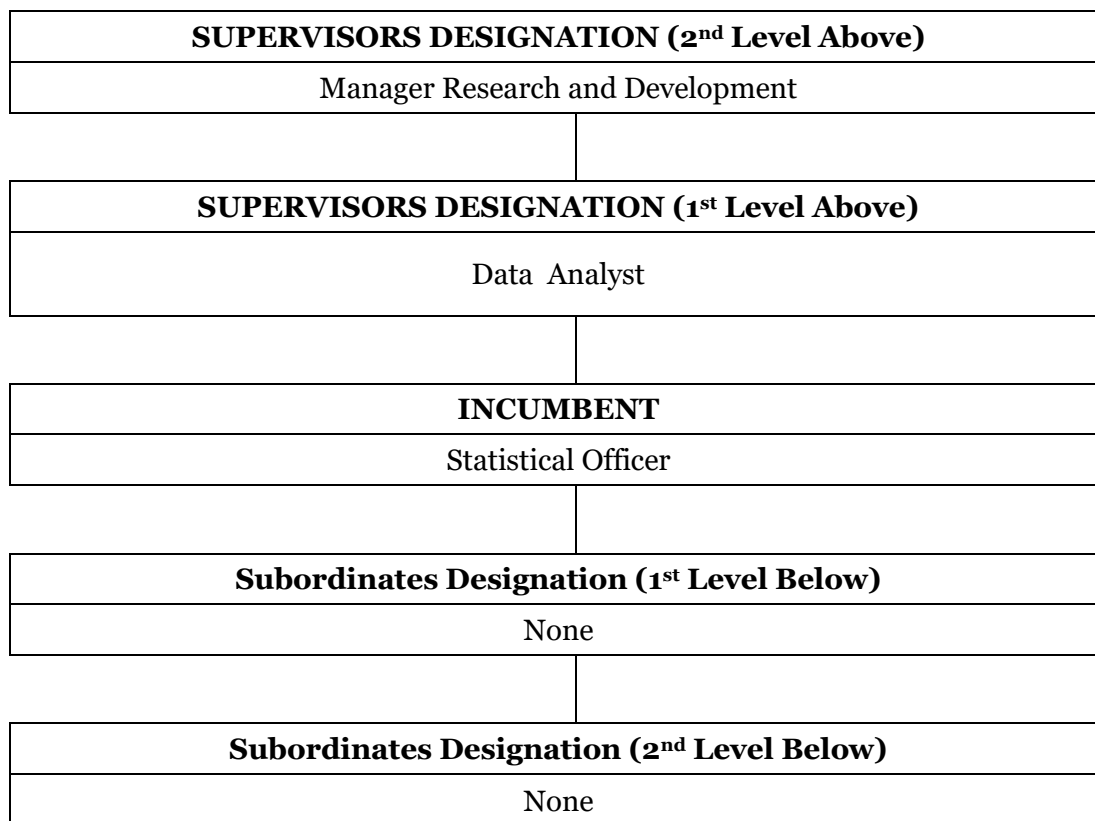 SUPERVISORS DESIGNATION (2nd Level Above)
Manager Research and Development
SUPERVISORS DESIGNATION (1st Level Above)
Data  Analyst
INCUMBENT
Statistical Officer
Subordinates Designation (1st Level Below)
None
Subordinates Designation (2nd Level Below)
None